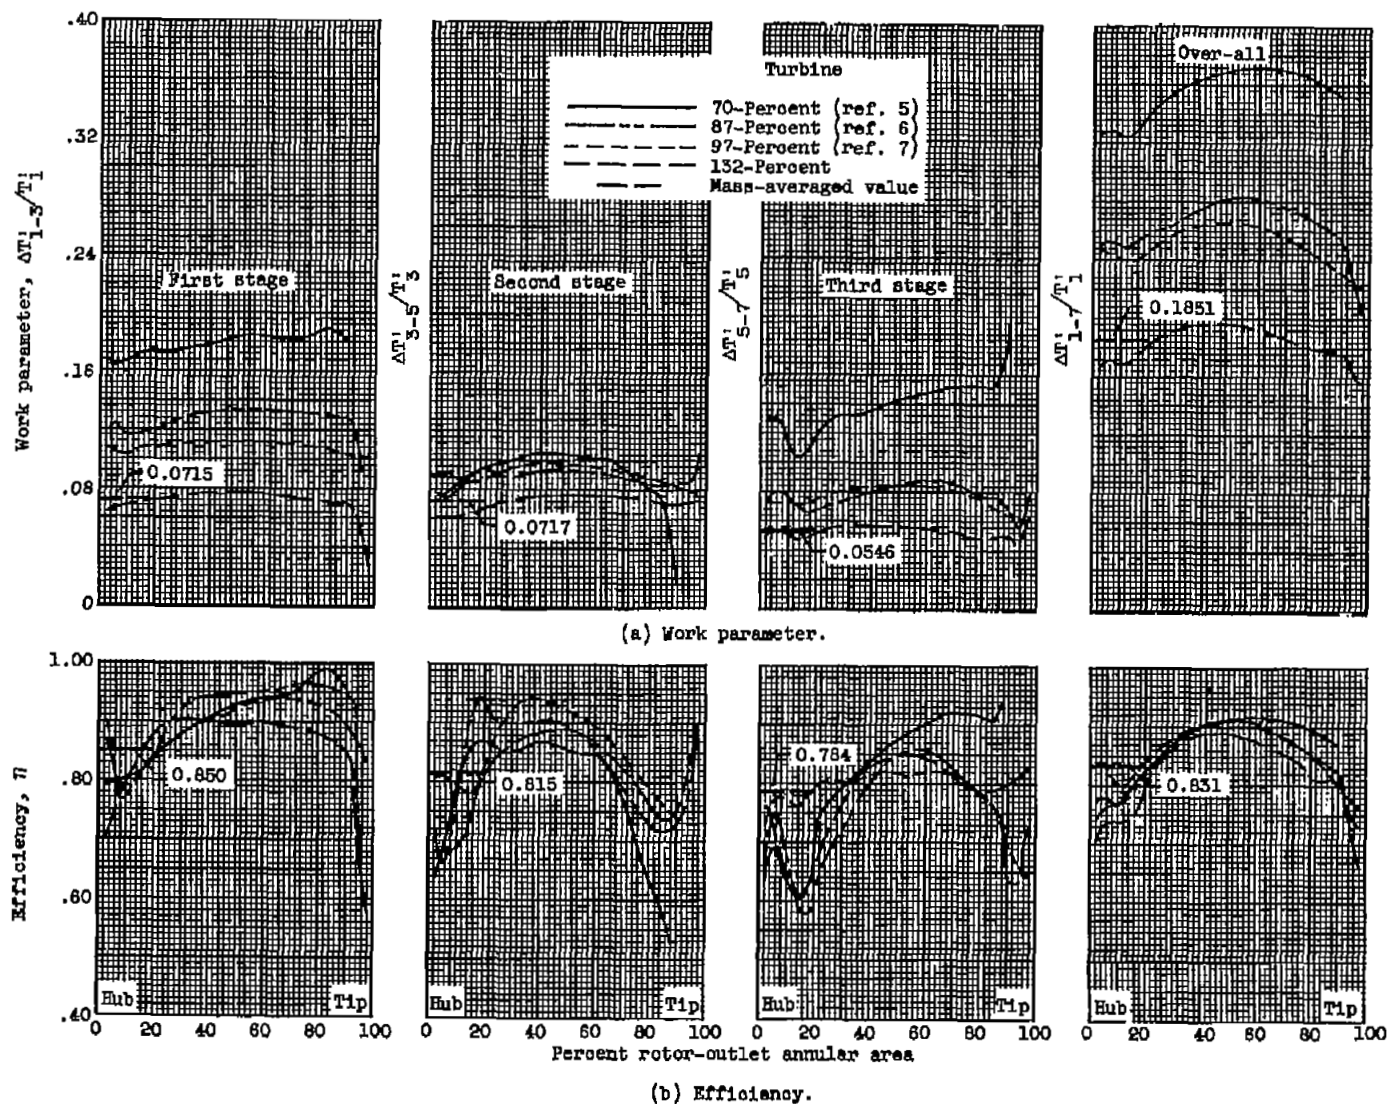 .40
.32
.24
.16
.08
0
Work parameter, ΔT'1-3/T'1
First stage
0.0715
ΔT'3-5/T'3
Second stage
0.0717
Turbine
70-Percent (ref. 5)
87-Percent (ref. 6)
97-Percent (ref. 7)
132-Percent
Mass-averaged value
ΔT'5-7/T'5
Third stage
0.0546
ΔT'1-7/T'1
Over-all
0.1851
(a) Work parameter.
1.00
.80
.60
.40
Efficiency, η
0.850
0.815
0.784
0.831
Hub Tip Hub Tip Hub Tip Hub Tip
0 20 40 60 80 100 0 20 40 60 80 100 0 20 40 60 80 100 0 20 40 60 80 100
Percent rotor-outlet annular area
(b) Efficiency.